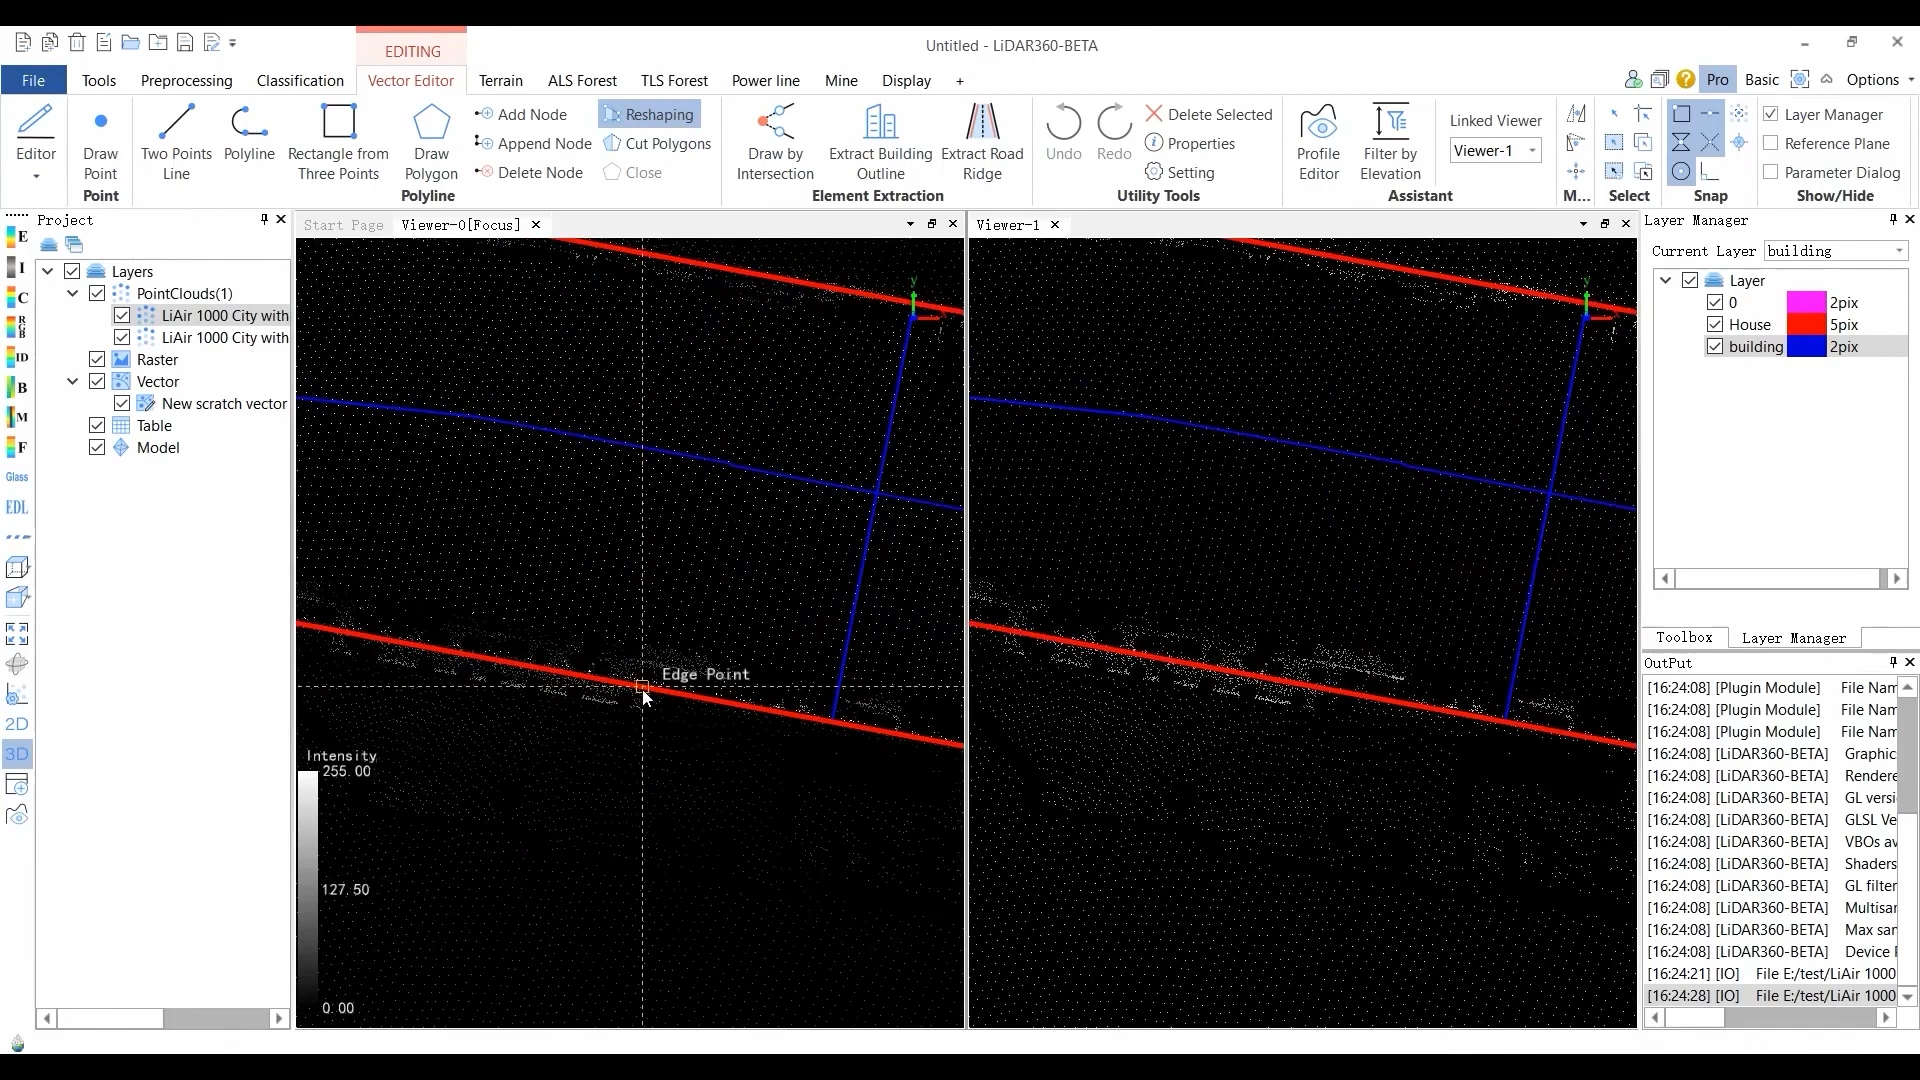 Untitled - LiDAR360-BETA
EDITING
File Tools Preprocessing Classification Vector Editor Terrain ALS Forest TLS Forest Power line Mine Display + Pro Basic Options
Editor
Draw Point
Two Points Line
Polyline
Rectangle from Three Points
Draw Polygon
Add Node
Append Node
Delete Node
Reshaping
Cut Polygons
Close
Draw by Intersection
Extract Building Outline
Extract Road Ridge
Undo
Redo
Delete Selected
Properties
Setting
Profile Editor
Filter by Elevation
Linked Viewer
Viewer-1
Layer Manager
Reference Plane
Parameter Dialog
Point Polyline Element Extraction Utility Tools Assistant M... Select Snap Show/Hide
Project
Layers
PointClouds(1)
LiAir 1000 City with
LiAir 1000 City with
Raster
Vector
New scratch vector
Table
Model
E
I
C
RGB
ID
B
M
F
Glass
EDL
2D
3D
Start Page Viewer-0[Focus]
y
Edge Point
Intensity
255.00
127.50
0.00
Viewer-1
y
Layer Manager
Current Layer building
Layer
0 2pix
House 5pix
building 2pix
Toolbox Layer Manager
OutPut
[16:24:08] [Plugin Module] File Nam
[16:24:08] [Plugin Module] File Nam
[16:24:08] [Plugin Module] File Nam
[16:24:08] [LiDAR360-BETA] Graphic
[16:24:08] [LiDAR360-BETA] Rendere
[16:24:08] [LiDAR360-BETA] GL versi
[16:24:08] [LiDAR360-BETA] GLSL Ve
[16:24:08] [LiDAR360-BETA] VBOs av
[16:24:08] [LiDAR360-BETA] Shaders
[16:24:08] [LiDAR360-BETA] GL filter
[16:24:08] [LiDAR360-BETA] Multisar
[16:24:08] [LiDAR360-BETA] Max san
[16:24:08] [LiDAR360-BETA] Device
[16:24:21] [IO] File E:/test/LiAir 1000
[16:24:28] [IO] File E:/test/LiAir 1000